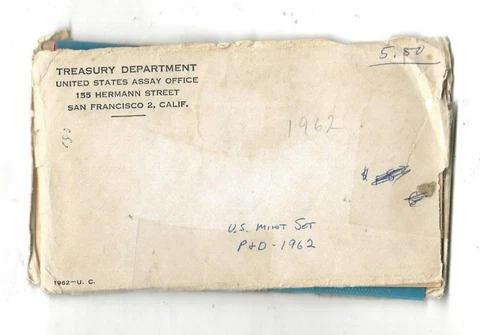 5.80
TREASURY DEPARTMENT
UNITED STATES ASSAY OFFICE
155 HERMANN STREET
SAN FRANCISCO 2, CALIF.
1962
U.S. Mint Set
P+D-1962
1962-U. C.